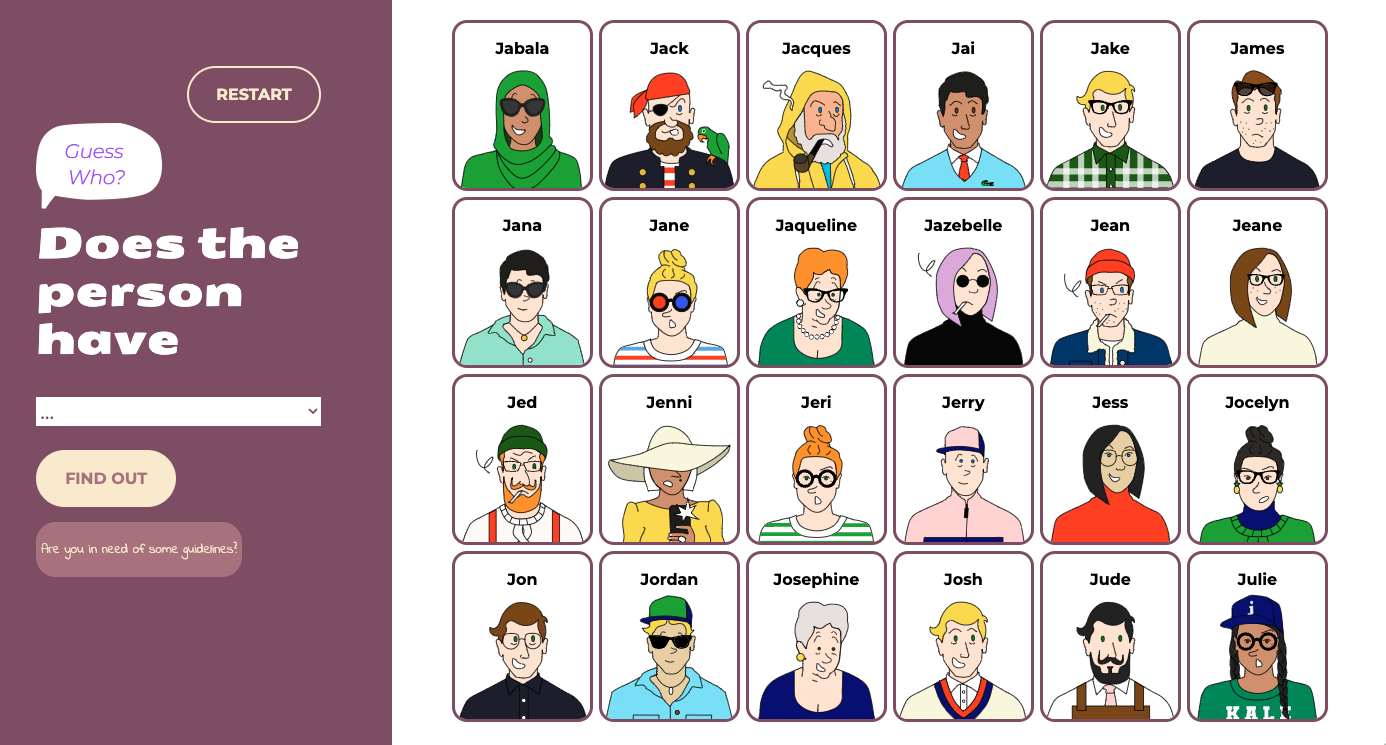 RESTART
Guess
Who?
Does the
person
have
...
FIND OUT
Are you in need of some guidelines?
Jabala
Jack
Jacques
Jai
Jake
James
Jana
Jane
Jaqueline
Jazebelle
Jean
Jeane
Jed
Jenni
Jeri
Jerry
Jess
Jocelyn
Jon
Jordan
Josephine
Josh
Jude
Julie
j